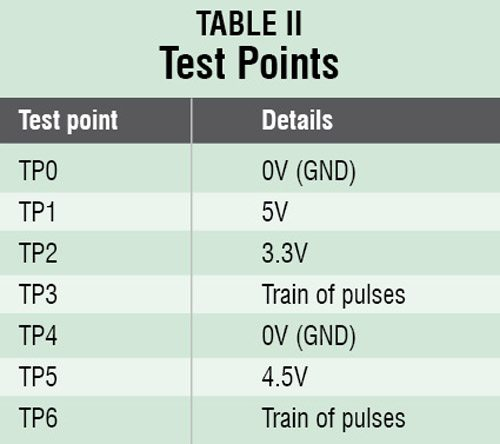 TABLE II
Test Points
Test point Details
TP0 0V (GND)
TP1 5V
TP2 3.3V
TP3 Train of pulses
TP4 0V (GND)
TP5 4.5V
TP6 Train of pulses